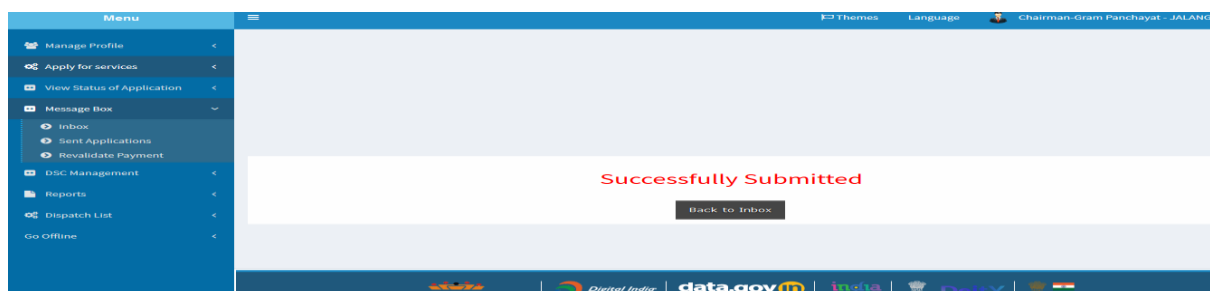 Menu
Themes Language Chairman-Gram Panchayat - JALANG
Manage Profile
Apply for services
View Status of Application
Message Box
Inbox
Sent Applications
Revalidate Payment
DSC Management
Reports
Dispatch List
Go Offline
Successfully Submitted
Back to Inbox
Digital India data.gov in india